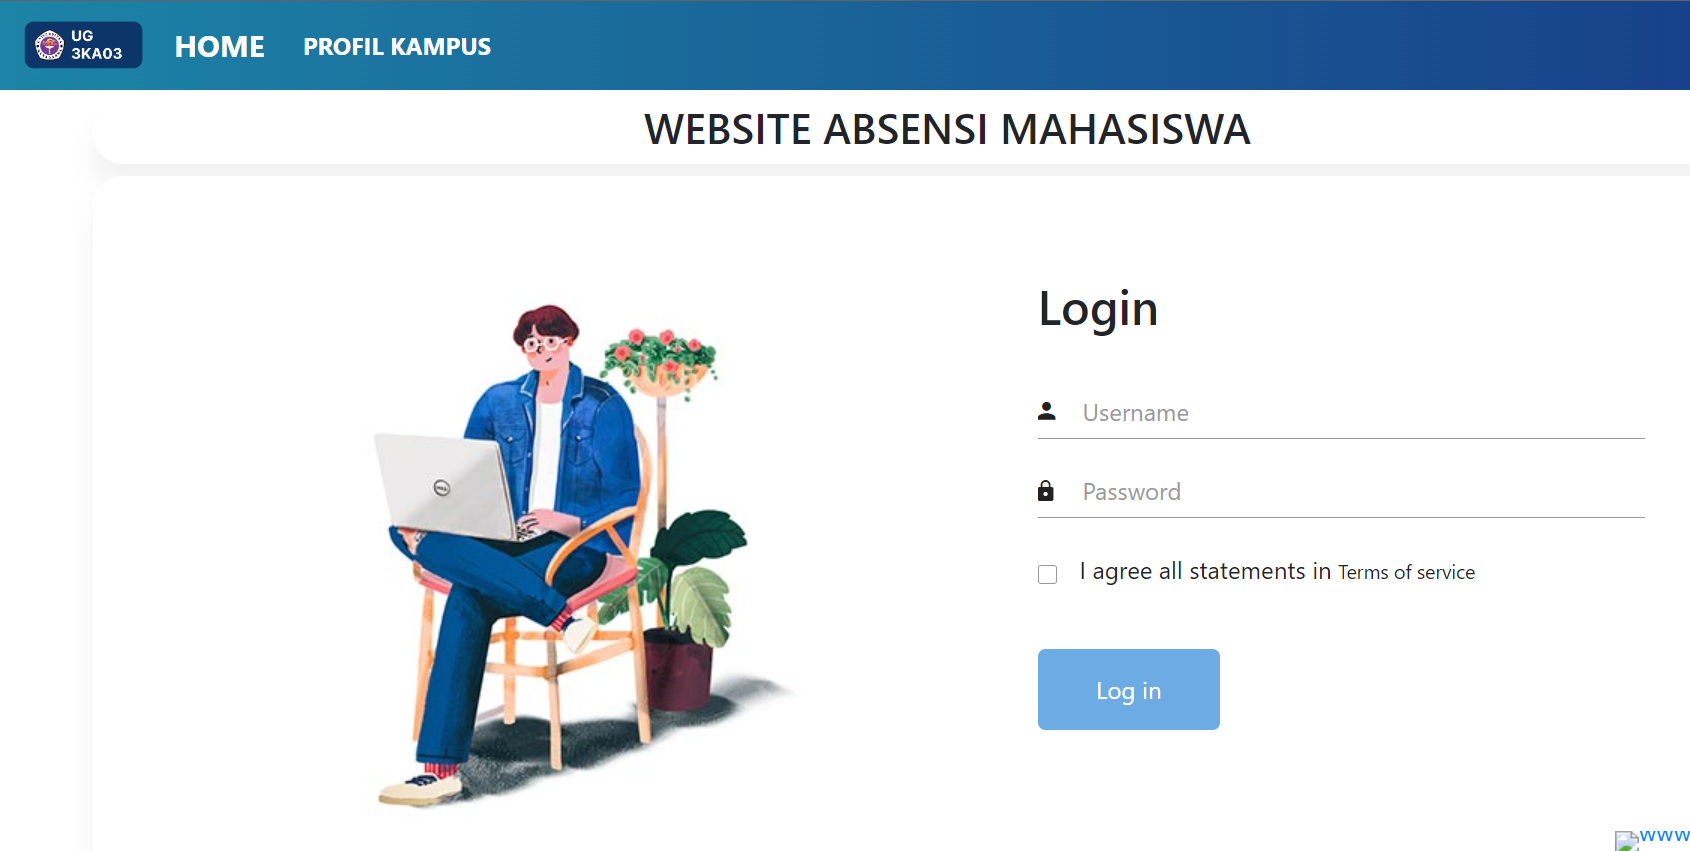 UG
3KA03
HOME
PROFIL KAMPUS
WEBSITE ABSENSI MAHASISWA
Login
Username
Password
I agree all statements in Terms of service
Log in
www